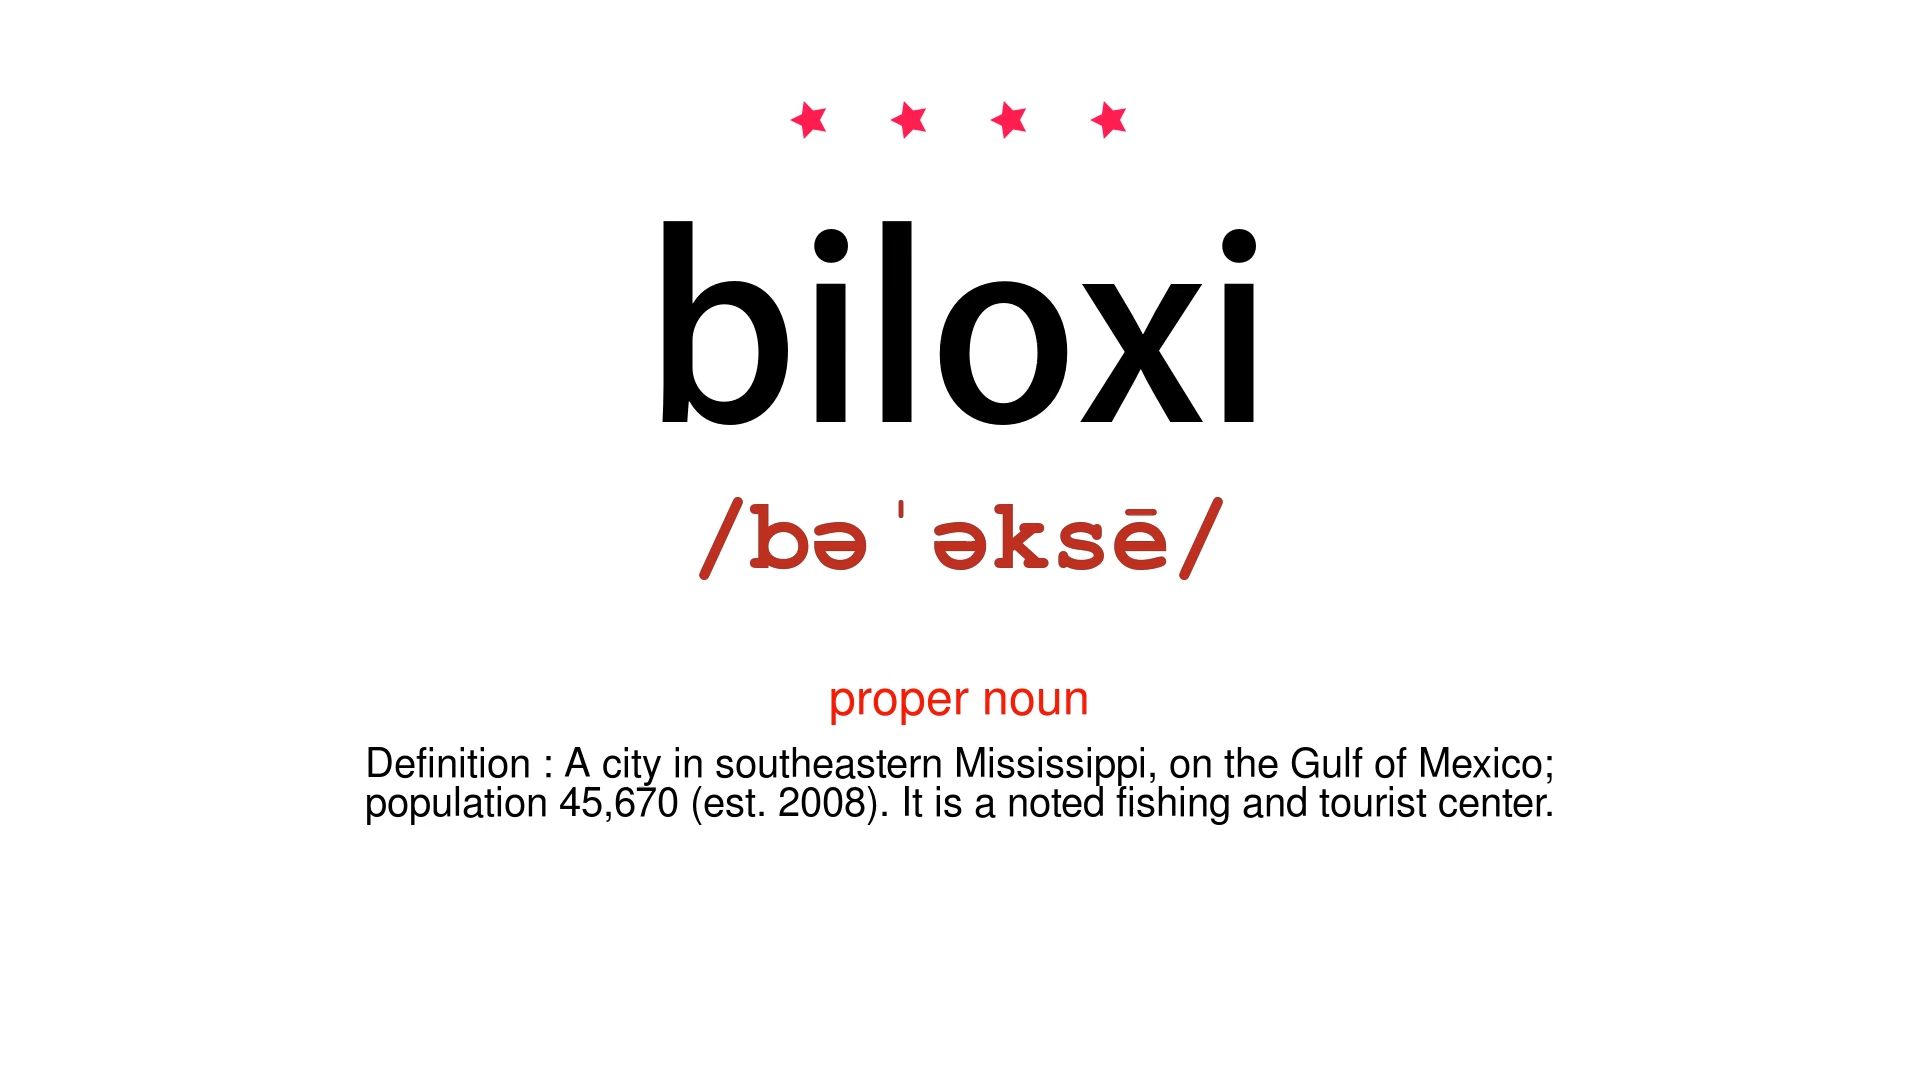 biloxi
/bəˈəksē/
proper noun
Definition : A city in southeastern Mississippi, on the Gulf of Mexico;
population 45,670 (est. 2008). It is a noted fishing and tourist center.